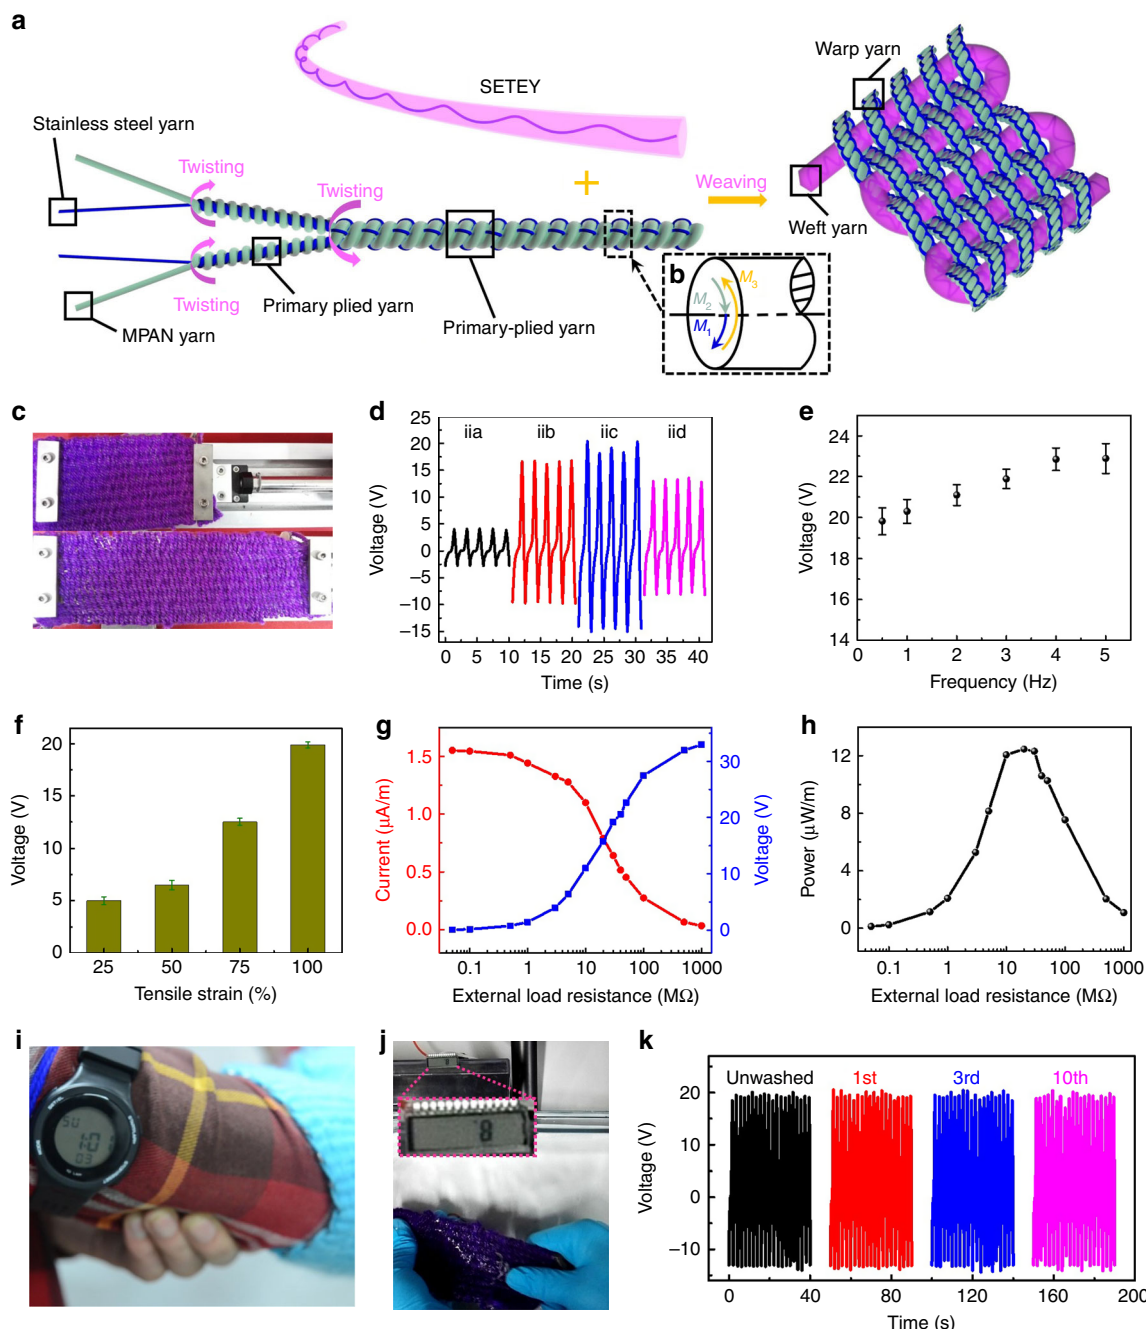 a
SETEY
Warp yarn
Stainless steel yarn
Twisting
Twisting
+
Weaving
Weft yarn
Twisting
Primary plied yarn
MPAN yarn
Primary-plied yarn
b
M3
M2
M1
c
d
25
20
15
10
5
0
−5
−10
−15
Voltage (V)
iia
iib
iic
iid
0
5
10
15
20
25
30
35
40
Time (s)
e
24
22
20
18
16
14
Voltage (V)
0
1
2
3
4
5
Frequency (Hz)
f
20
15
10
5
0
Voltage (V)
25
50
75
100
Tensile strain (%)
g
1.5
1.0
0.5
0.0
Current (μA/m)
30
20
10
0
Voltage (V)
0.1
1
10
100
1000
External load resistance (MΩ)
h
12
8
4
0
Power (μW/m)
0.1
1
10
100
1000
External load resistance (MΩ)
i
j
8
k
20
10
0
−10
Voltage (V)
Unwashed
1st
3rd
10th
0
40
80
120
160
200
Time (s)